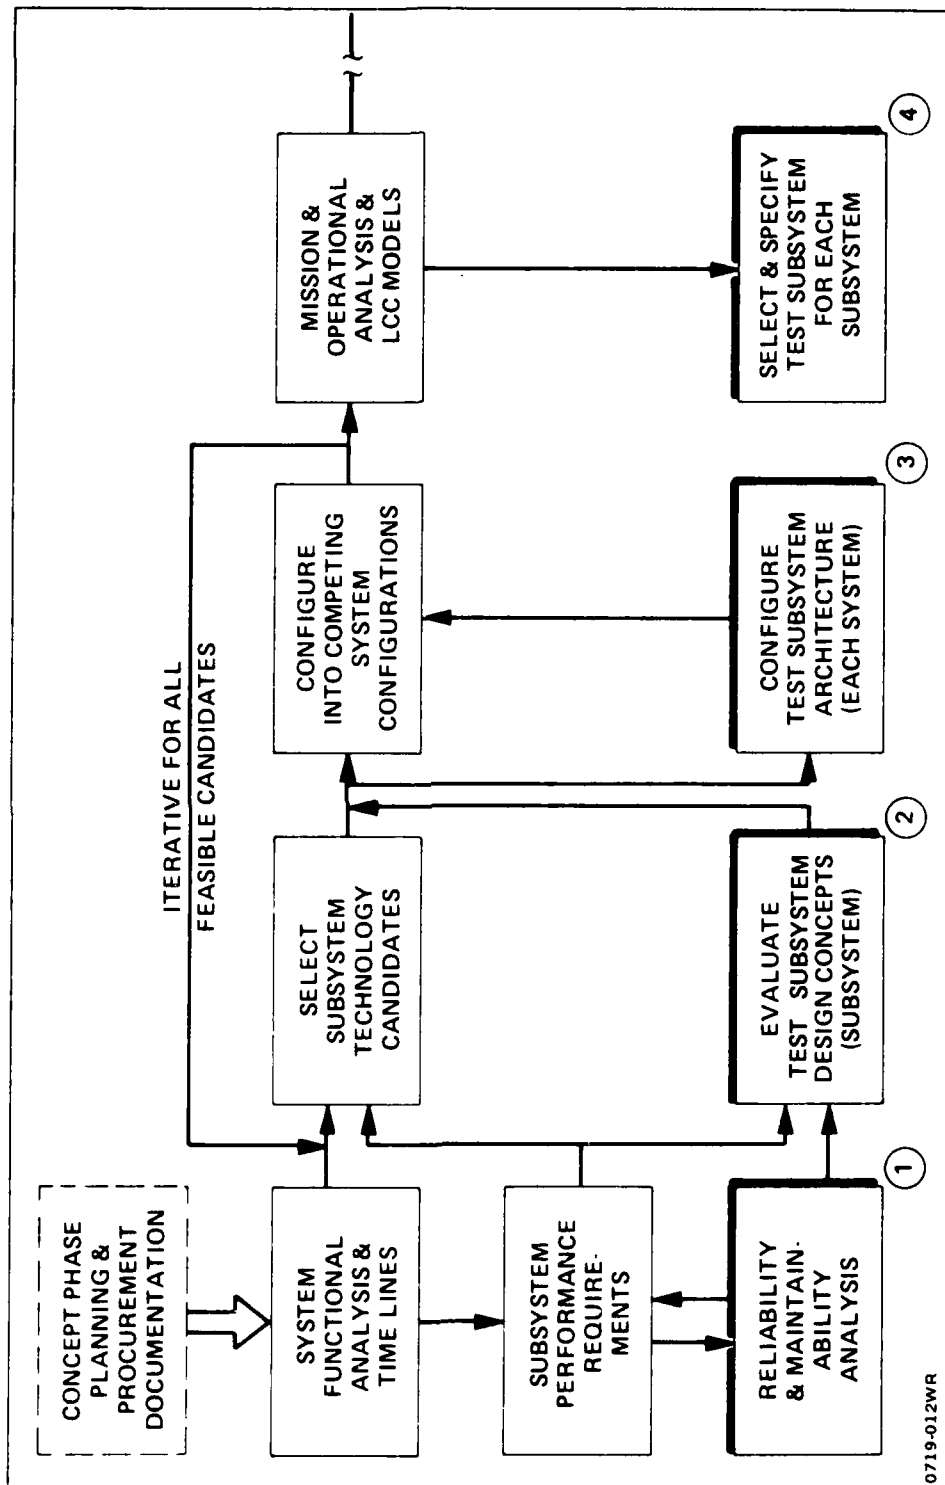 CONCEPT PHASE
PLANNING &
PROCUREMENT
DOCUMENTATION
ITERATIVE FOR ALL
FEASIBLE CANDIDATES
SYSTEM
FUNCTIONAL
ANALYSIS &
TIME LINES
SELECT
SUBSYSTEM
TECHNOLOGY
CANDIDATES
CONFIGURE
INTO COMPETING
SYSTEM
CONFIGURATIONS
MISSION &
OPERATIONAL
ANALYSIS &
LCC MODELS
SUBSYSTEM
PERFORMANCE
REQUIRE-
MENTS
RELIABILITY
& MAINTAIN-
ABILITY
ANALYSIS
1
EVALUATE
TEST SUBSYSTEM
DESIGN CONCEPTS
(SUBSYSTEM)
2
CONFIGURE
TEST SUBSYSTEM
ARCHITECTURE
(EACH SYSTEM)
3
SELECT & SPECIFY
TEST SUBSYSTEM
FOR EACH
SUBSYSTEM
4
0719-012WR